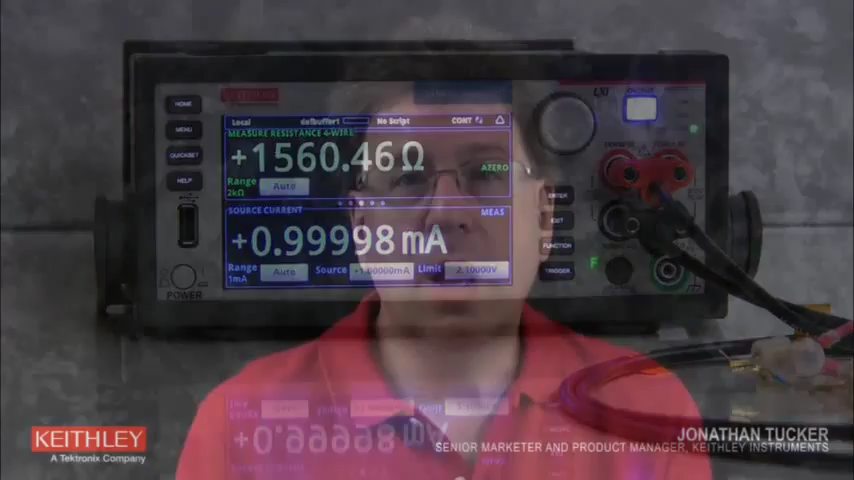 HOME
MENU
QUICKSET
HELP
POWER
Local defbuffer1 No Script CONT
MEASURE RESISTANCE 4-WIRE
+1560.46Ω
AZERO
Range Auto
2kΩ
SOURCE CURRENT MEAS
+0.99998mA
Range Auto Source +1.00000mA Limit 2.10000V
1mA
ENTER
EXIT
FUNCTION
TRIGGER
F
KEITHLEY
A Tektronix Company
JONATHAN TUCKER
SENIOR MARKETER AND PRODUCT MANAGER, KEITHLEY INSTRUMENTS